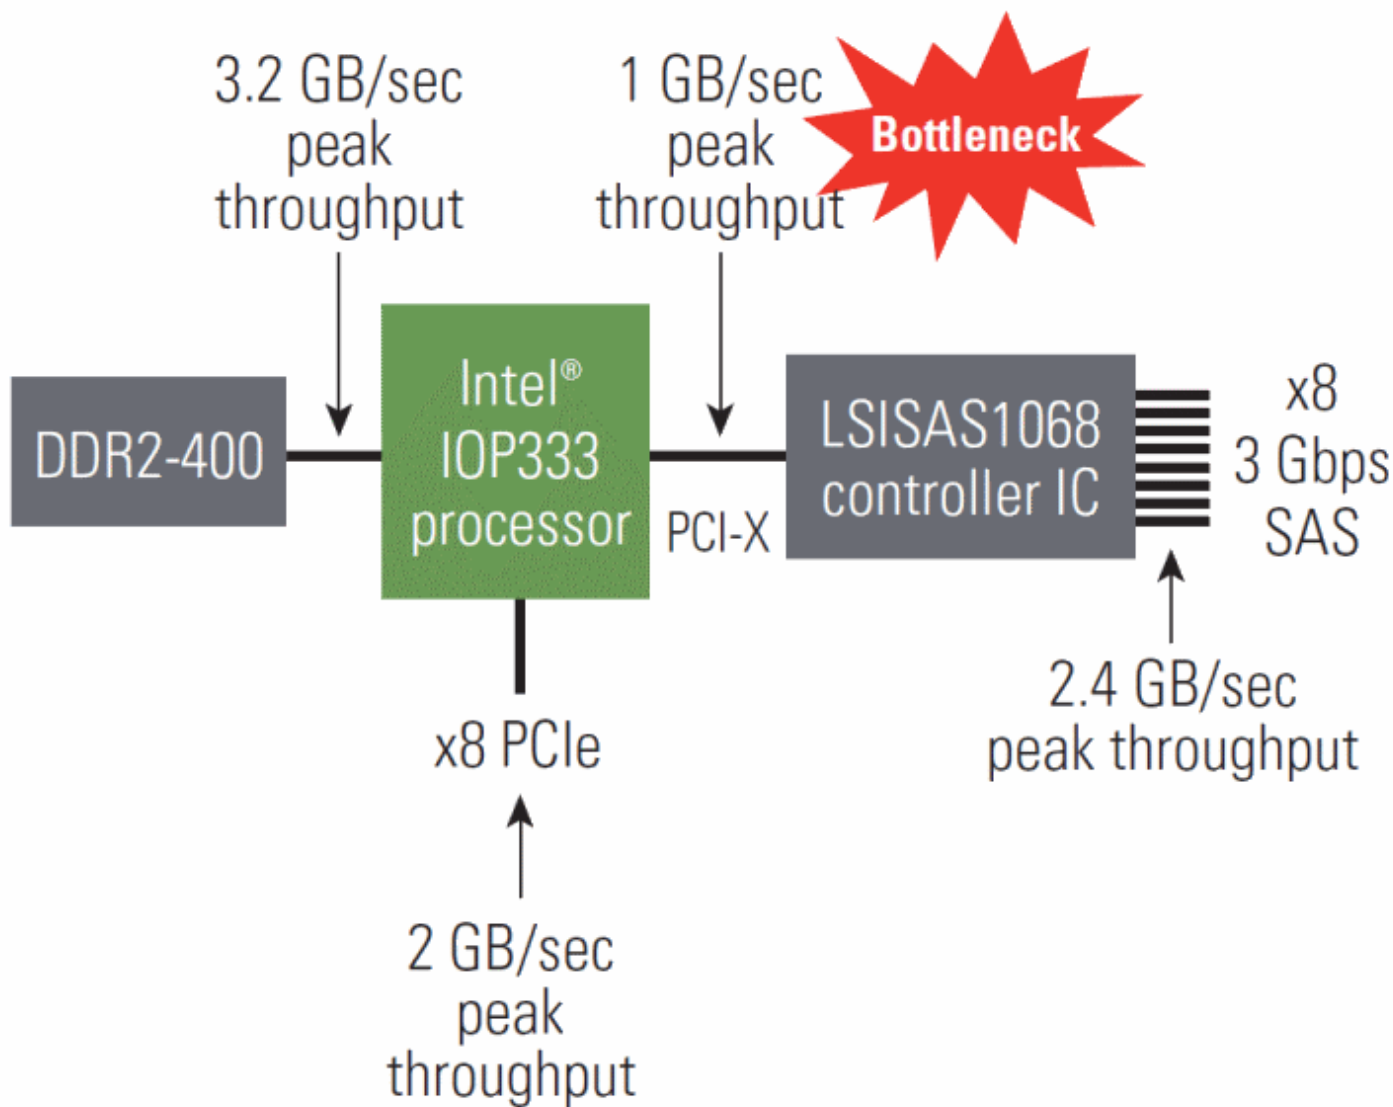 3.2 GB/sec
peak
throughput
1 GB/sec
peak
throughput
Bottleneck
DDR2-400
Intel®
IOP333
processor
PCI-X
LSISAS1068
controller IC
x8
3 Gbps
SAS
x8 PCIe
2.4 GB/sec
peak throughput
2 GB/sec
peak
throughput